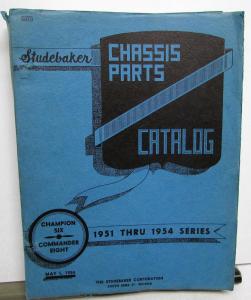 Studebaker
CHASSIS
PARTS
CATALOG
CHAMPION
SIX
COMMANDER
EIGHT
1951 THRU 1954 SERIES
MAY 1, 1954
THE STUDEBAKER CORPORATION